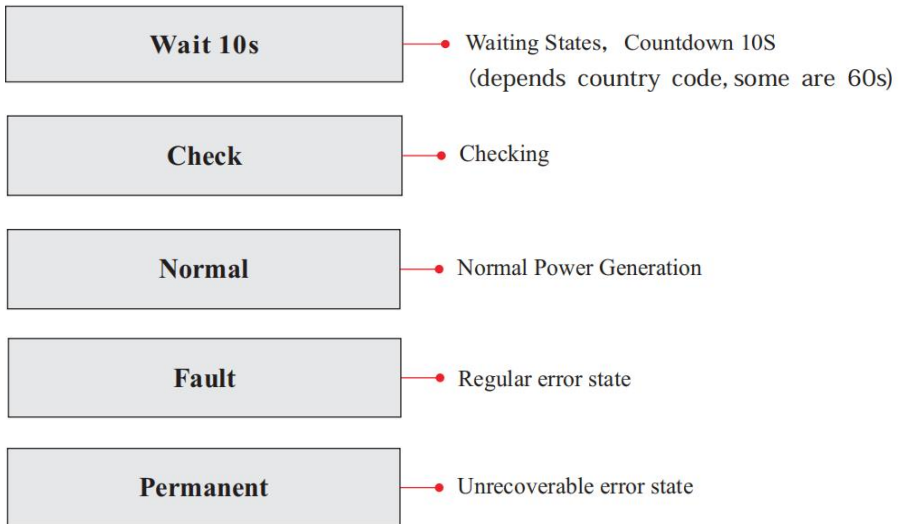 Wait 10s
Waiting States, Countdown 10S
(depends country code, some are 60s)
Check
Checking
Normal
Normal Power Generation
Fault
Regular error state
Permanent
Unrecoverable error state